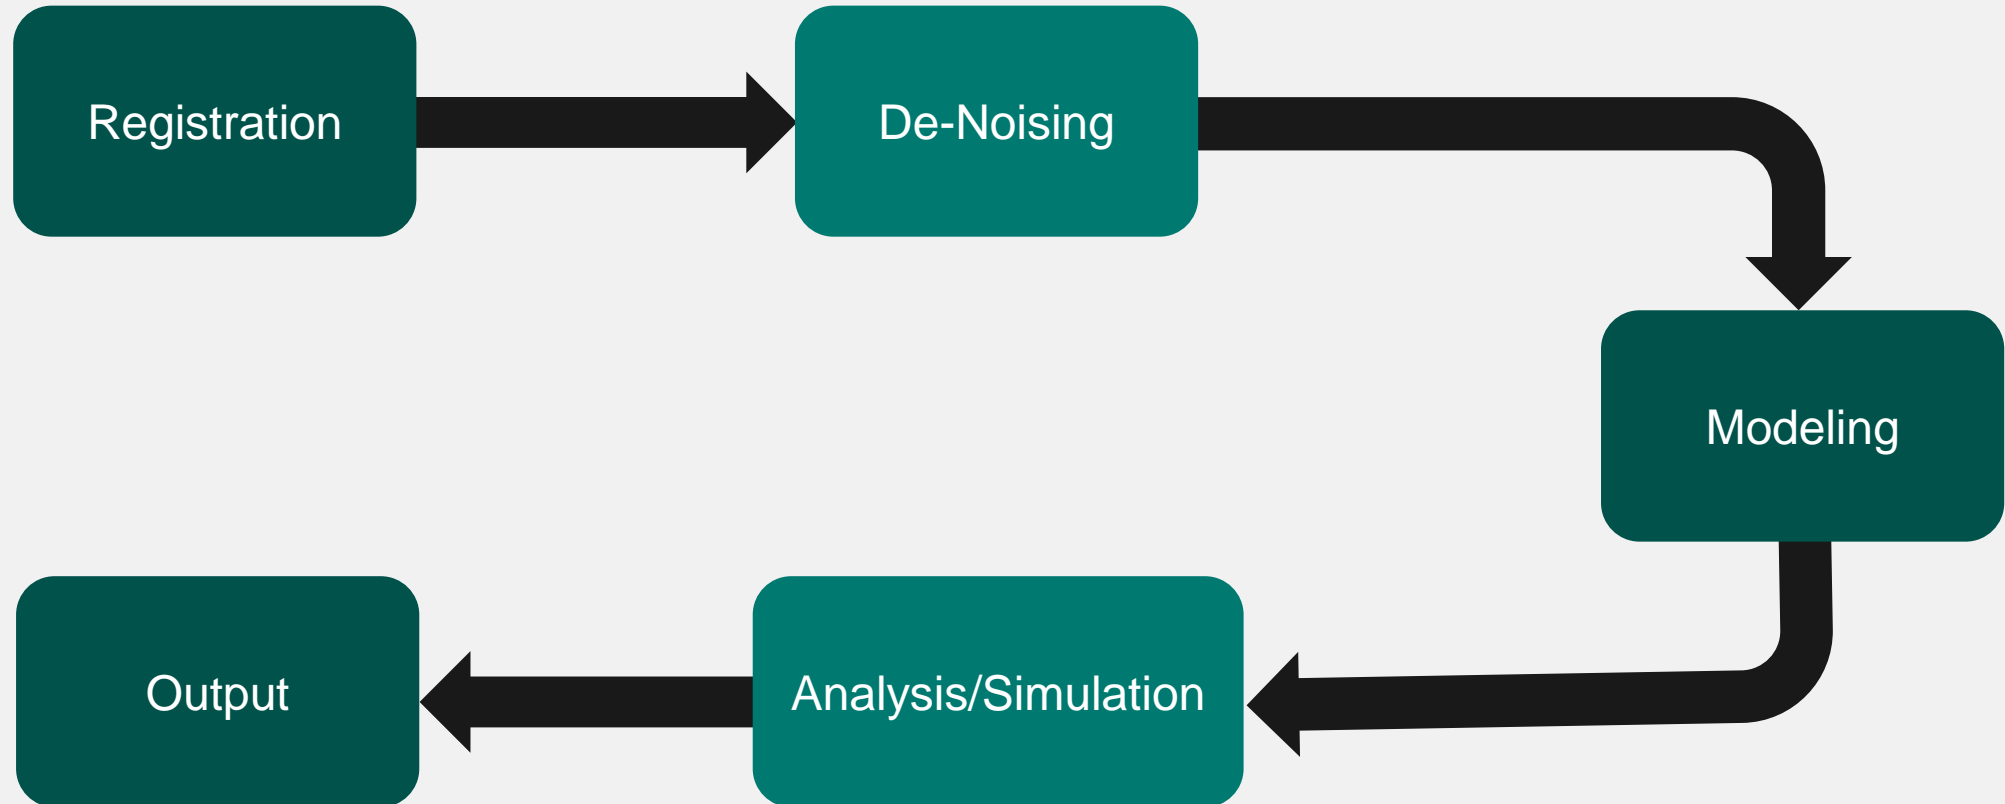 Registration
De-Noising
Modeling
Analysis/Simulation
Output